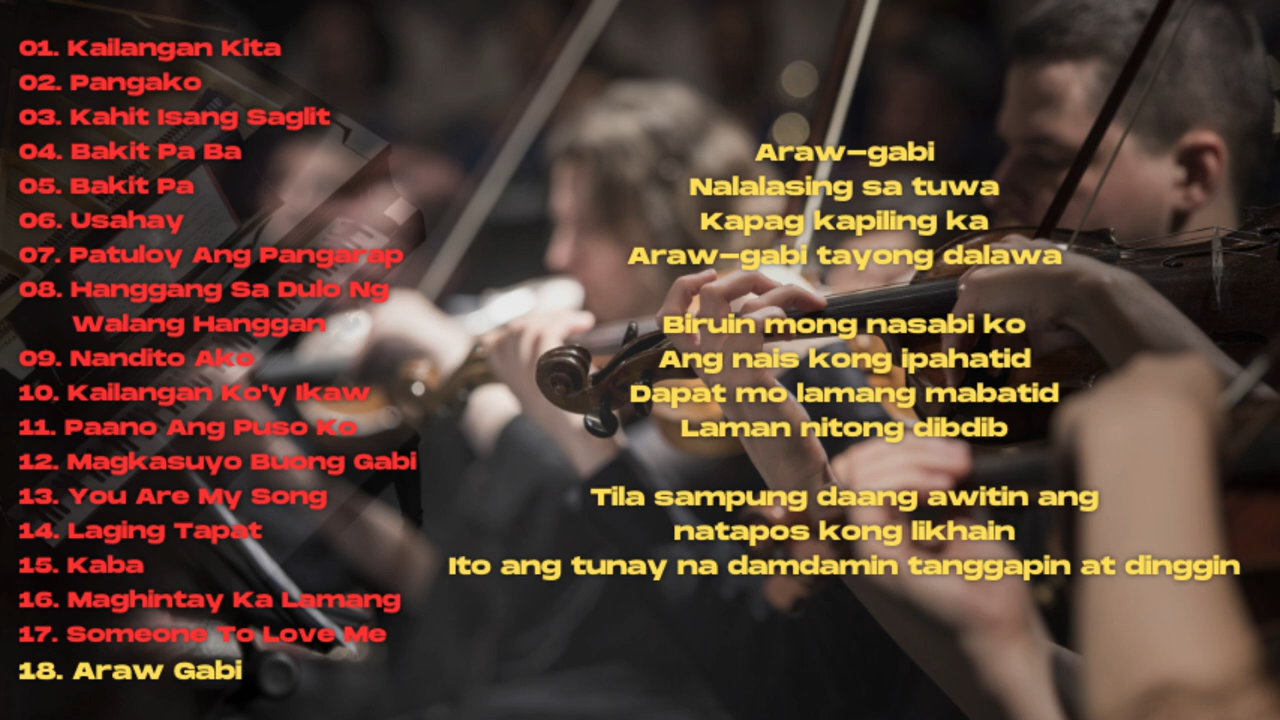 01. Kailangan Kita
02. Pangako
03. Kahit Isang Saglit
04. Bakit Pa Ba
05. Bakit Pa
06. Usahay
07. Patuloy Ang Pangarap
08. Hanggang Sa Dulo Ng
Walang Hanggan
09. Nandito Ako
10. Kailangan Ko'y Ikaw
11. Paano Ang Puso Ko
12. Magkasuyo Buong Gabi
13. You Are My Song
14. Laging Tapat
15. Kaba
16. Maghintay Ka Lamang
17. Someone To Love Me
18. Araw Gabi
Araw-gabi
Nalalasing sa tuwa
Kapag kapiling ka
Araw-gabi tayong dalawa
Biruin mong nasabi ko
Ang nais kong ipahatid
Dapat mo lamang mabatid
Laman nitong dibdib
Tila sampung daang awitin ang
natapos kong likhain
Ito ang tunay na damdamin tanggapin at dinggin